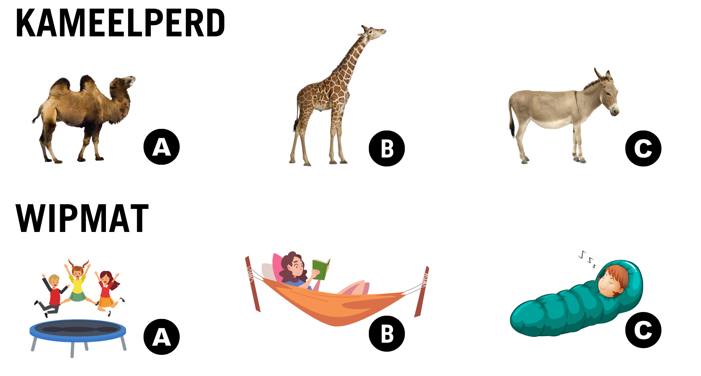 KAMEELPERD
A B C
WIPMAT
z z z
A B C